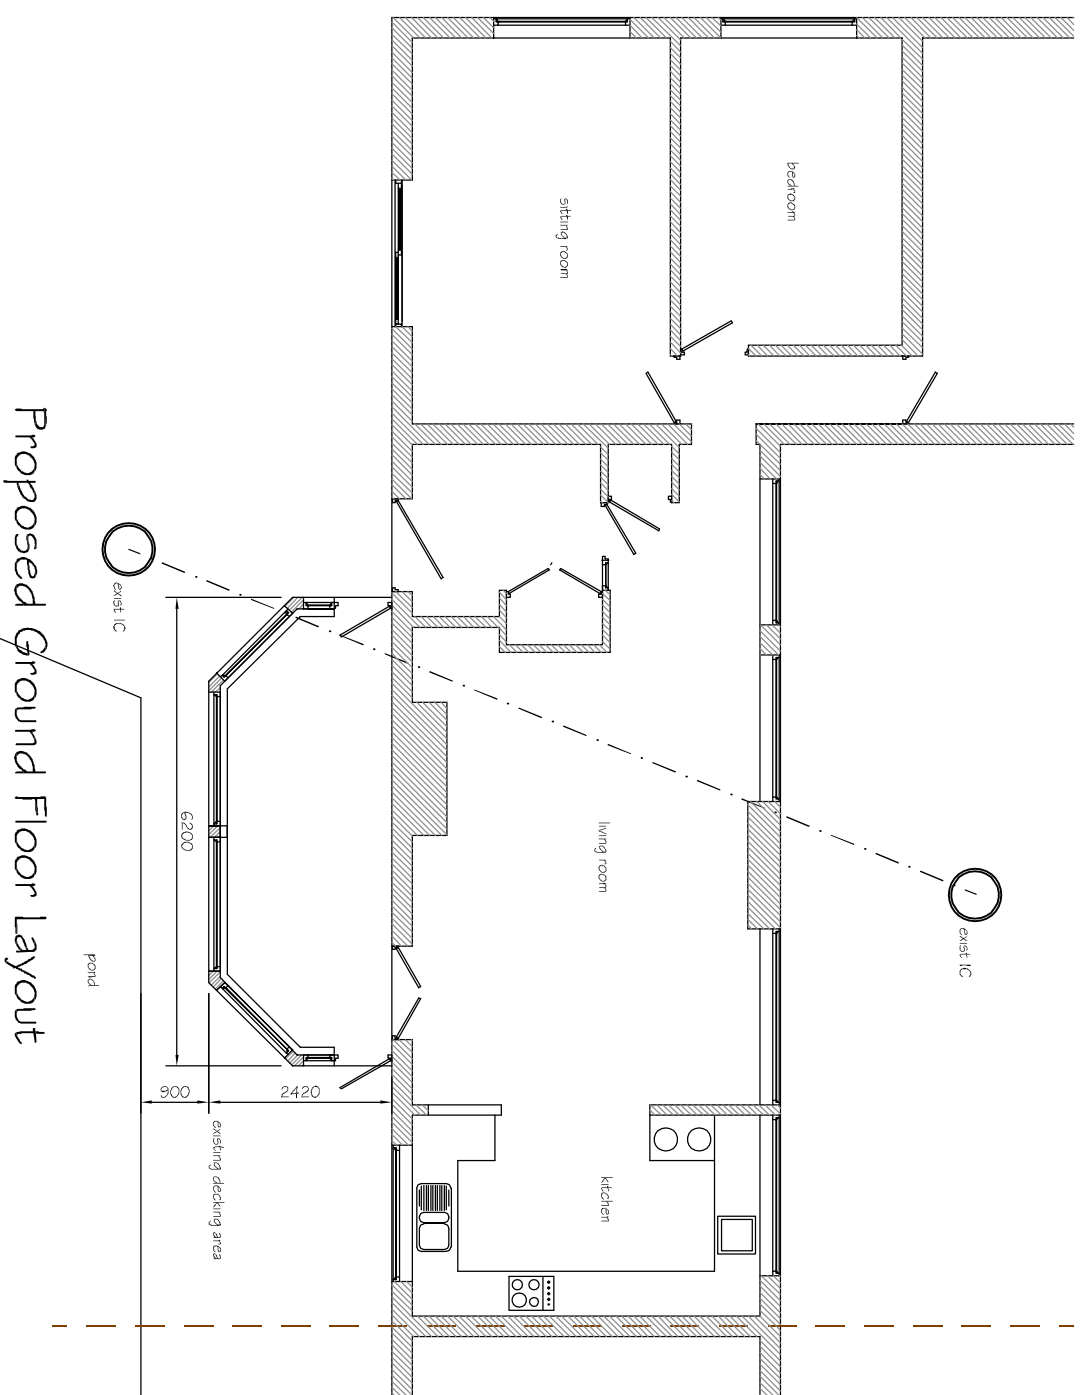 bedroom
sitting room
living room
exist IC
kitchen
exist IC
6200
900
2420
existing decking area
pond
Proposed Ground Floor Layout